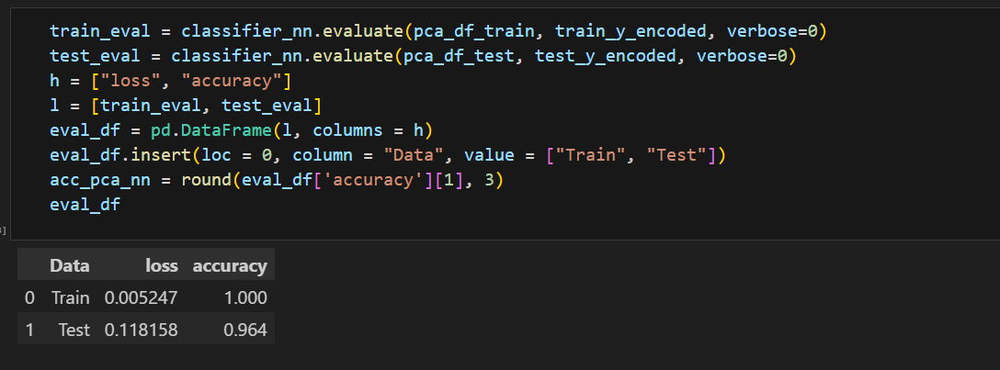 train_eval = classifier_nn.evaluate(pca_df_train, train_y_encoded, verbose=0)
test_eval = classifier_nn.evaluate(pca_df_test, test_y_encoded, verbose=0)
h = ["loss", "accuracy"]
l = [train_eval, test_eval]
eval_df = pd.DataFrame(l, columns = h)
eval_df.insert(loc = 0, column = "Data", value = ["Train", "Test"])
acc_pca_nn = round(eval_df['accuracy'][1], 3)
eval_df
]
Data loss accuracy
0 Train 0.005247 1.000
1 Test 0.118158 0.964